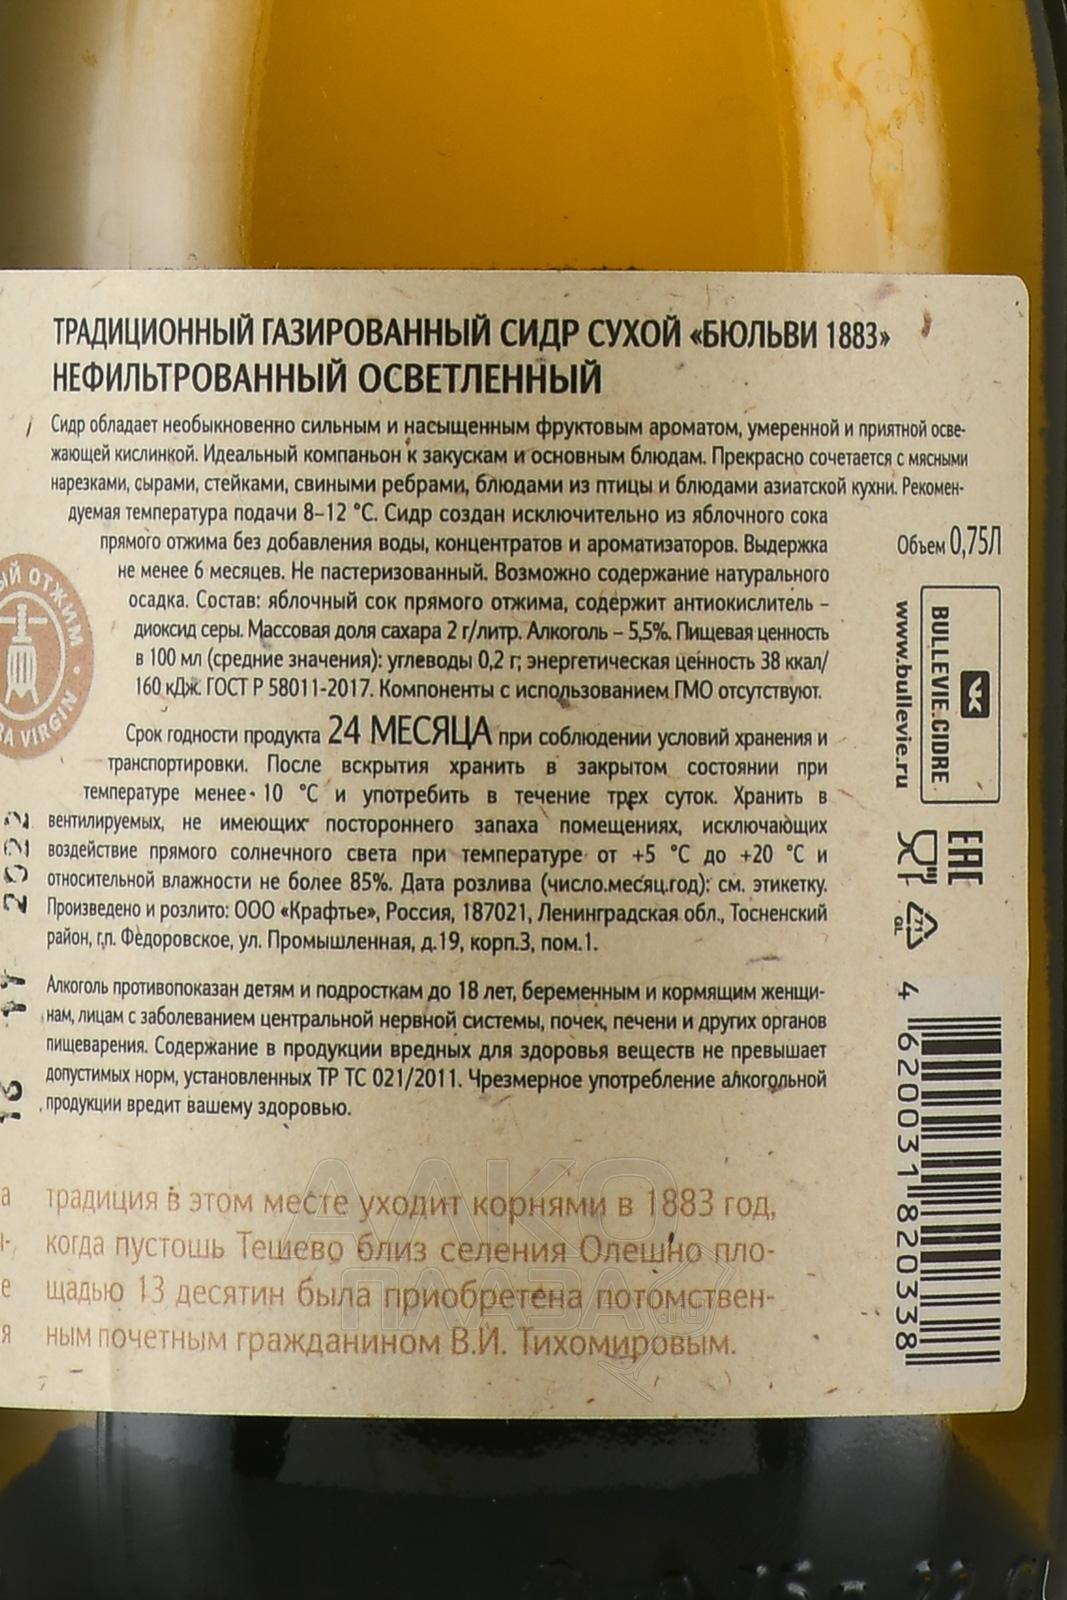 ТРАДИЦИОННЫЙ ГАЗИРОВАННЫЙ СИДР СУХОЙ «БЮЛЬВИ 1883»
НЕФИЛЬТРОВАННЫЙ ОСВЕТЛЕННЫЙ
Сидр обладает необыкновенно сильным и насыщенным фруктовым ароматом, умеренной и приятной осве-
жающей кислинкой. Идеальный компаньон к закускам и основным блюдам. Прекрасно сочетается с мясными
нарезками, сырами, стейками, свиными ребрами, блюдами из птицы и блюдами азиатской кухни. Рекомен-
дуемая температура подачи 8–12 °С. Сидр создан исключительно из яблочного сока
прямого отжима без добавления воды, концентратов и ароматизаторов. Выдержка
не менее 6 месяцев. Не пастеризованный. Возможно содержание натурального
осадка. Состав: яблочный сок прямого отжима, содержит антиокислитель –
диоксид серы. Массовая доля сахара 2 г/литр. Алкоголь – 5,5%. Пищевая ценность
в 100 мл (средние значения): углеводы 0,2 г; энергетическая ценность 38 ккал/
160 кДж. ГОСТ Р 58011-2017. Компоненты с использованием ГМО отсутствуют.
Срок годности продукта 24 МЕСЯЦА при соблюдении условий хранения и
транспортировки. После вскрытия хранить в закрытом состоянии при
температуре менее 10 °С и употребить в течение трех суток. Хранить в
вентилируемых, не имеющих постороннего запаха помещениях, исключающих
воздействие прямого солнечного света при температуре от +5 °С до +20 °С и
относительной влажности не более 85%. Дата розлива (число.месяц.год): см. этикетку.
Произведено и розлито: ООО «Крафтье», Россия, 187021, Ленинградская обл., Тосненский
район, г.п. Фёдоровское, ул. Промышленная, д.19, корп.3, пом.1.
Алкоголь противопоказан детям и подросткам до 18 лет, беременным и кормящим женщи-
нам, лицам с заболеванием центральной нервной системы, почек, печени и других органов
пищеварения. Содержание в продукции вредных для здоровья веществ не превышает
допустимых норм, установленных ТР ТС 021/2011. Чрезмерное употребление алкогольной
продукции вредит вашему здоровью.
традиция в этом месте уходит корнями в 1883 год,
когда пустошь Тешево близ селения Олешно пло-
щадью 13 десятин была приобретена потомствен-
ным почетным гражданином В.И. Тихомировым.
Объем 0,75Л
BULLEVIE.CIDRE
www.bullevie.ru
EAC
71
GL
4 620031 820338
ОТЖИМ
VIRGIN
АЛКО
ПЛАЗА